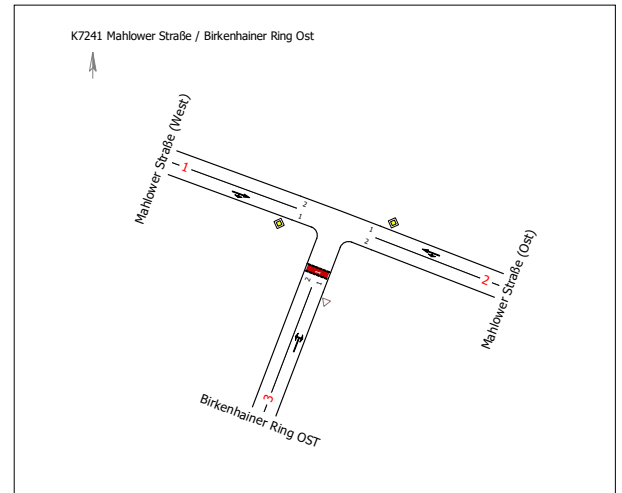 K7241 Mahlower Straße / Birkenhainer Ring Ost
Mahlower Straße (West)
1
2
1
1
2
2
Mahlower Straße (Ost)
2
1
3
Birkenhainer Ring OST